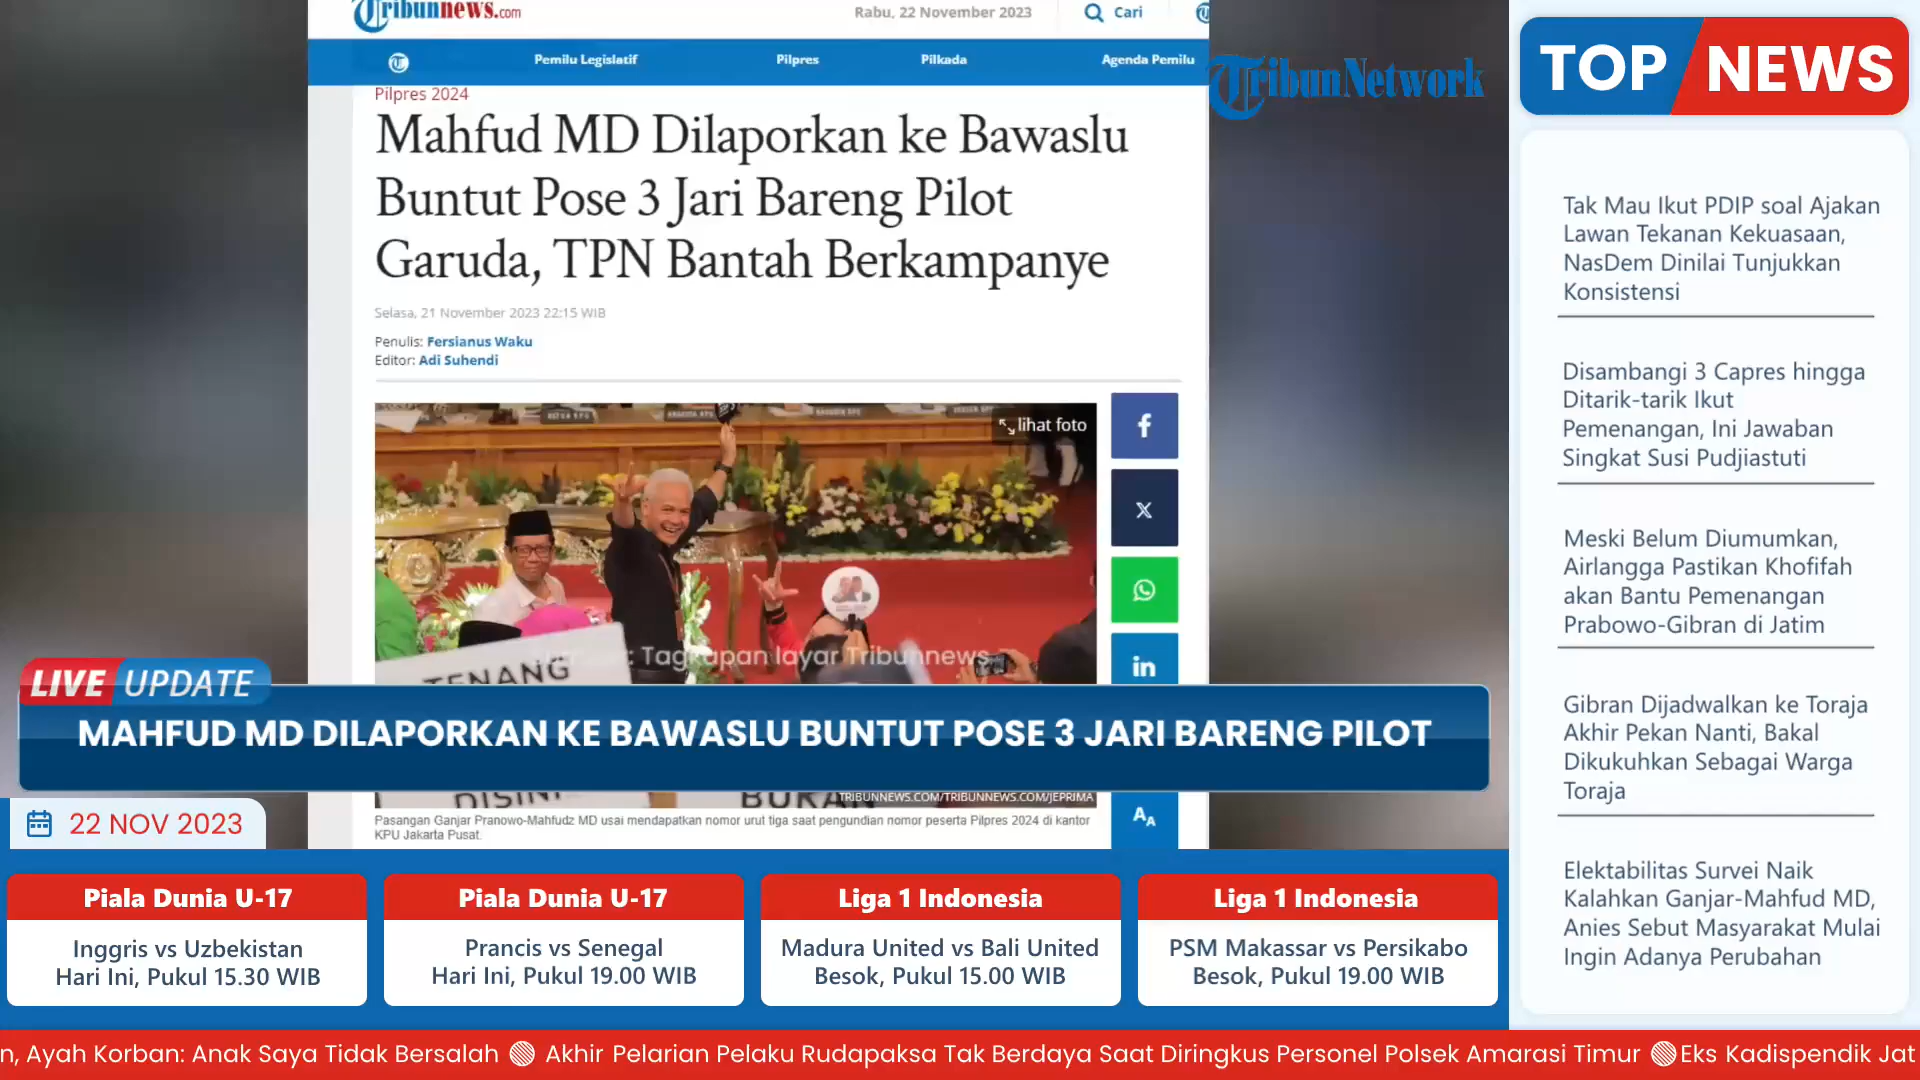 Tribunnews.com
Rabu, 22 November 2023
Cari
Pemilu Legislatif
Pilpres
Pilkada
Agenda Pemilu
TribunNetwork
Pilpres 2024
Mahfud MD Dilaporkan ke Bawaslu
Buntut Pose 3 Jari Bareng Pilot
Garuda, TPN Bantah Berkampanye
Selasa, 21 November 2023 22:15 WIB
Penulis: Fersianus Waku
Editor: Adi Suhendi
lihat foto
: Tangkapan layar Tribunnews
TENANG
LIVE UPDATE
MAHFUD MD DILAPORKAN KE BAWASLU BUNTUT POSE 3 JARI BARENG PILOT
DISINI
BUKAN
TRIBUNNEWS.COM/TRIBUNNEWS.COM/JEPRIMA
Pasangan Ganjar Pranowo-Mahfudz MD usai mendapatkan nomor urut tiga saat pengundian nomor peserta Pilpres 2024 di kantor
KPU Jakarta Pusat.
AA
22 NOV 2023
TOP NEWS
Tak Mau Ikut PDIP soal Ajakan
Lawan Tekanan Kekuasaan,
NasDem Dinilai Tunjukkan
Konsistensi
Disambangi 3 Capres hingga
Ditarik-tarik Ikut
Pemenangan, Ini Jawaban
Singkat Susi Pudjiastuti
Meski Belum Diumumkan,
Airlangga Pastikan Khofifah
akan Bantu Pemenangan
Prabowo-Gibran di Jatim
Gibran Dijadwalkan ke Toraja
Akhir Pekan Nanti, Bakal
Dikukuhkan Sebagai Warga
Toraja
Elektabilitas Survei Naik
Kalahkan Ganjar-Mahfud MD,
Anies Sebut Masyarakat Mulai
Ingin Adanya Perubahan
Piala Dunia U-17
Inggris vs Uzbekistan
Hari Ini, Pukul 15.30 WIB
Piala Dunia U-17
Prancis vs Senegal
Hari Ini, Pukul 19.00 WIB
Liga 1 Indonesia
Madura United vs Bali United
Besok, Pukul 15.00 WIB
Liga 1 Indonesia
PSM Makassar vs Persikabo
Besok, Pukul 19.00 WIB
n, Ayah Korban: Anak Saya Tidak Bersalah Akhir Pelarian Pelaku Rudapaksa Tak Berdaya Saat Diringkus Personel Polsek Amarasi Timur Eks Kadispendik Jat